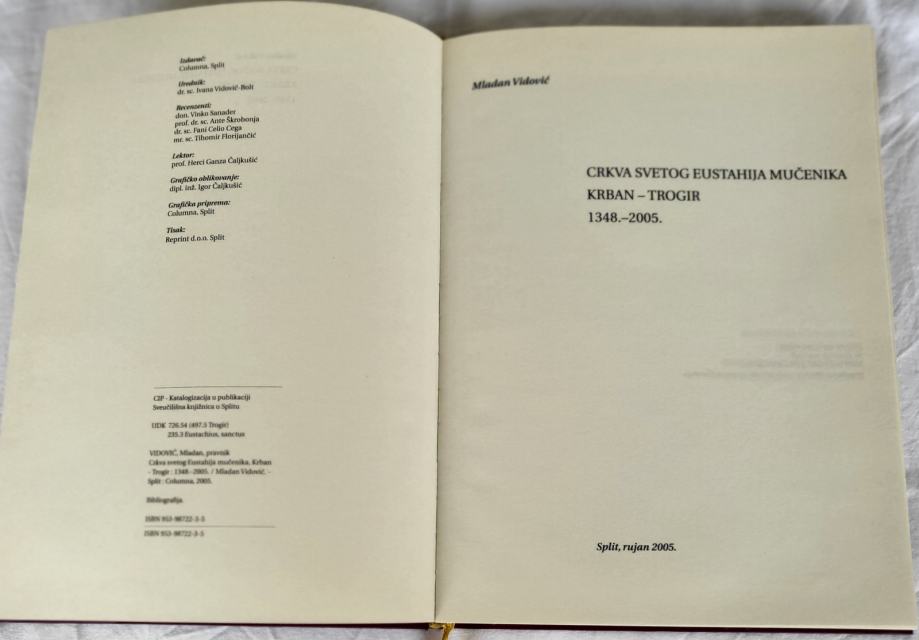 Izdavač:
Columna, Split
Urednik:
dr. sc. Ivana Vidović-Bolt
Recenzenti:
don. Vinko Sanader
prof. dr. sc. Ante Škrobonja
dr. sc. Fani Celio Cega
mr. sc. Tihomir Florijančić
Lektor:
prof. Herci Ganza Čaljkušić
Grafičko oblikovanje:
dipl. inž. Igor Čaljkušić
Grafička priprema:
Columna, Split
Tisak:
Reprint d.o.o. Split
CIP - Katalogizacija u publikaciji
Sveučilišna knjižnica u Splitu
UDK 726.54 (497.5 Trogir)
235.3 Eustachius, sanctus
VIDOVIĆ, Mladan, pravnik
Crkva svetog Eustahija mučenika, Krban
- Trogir : 1348.-2005. / Mladan Vidović. -
Split : Columna, 2005.
Bibliografija.
ISBN 953-98722-3-5
ISBN 953-98722-3-5
Mladan Vidović
CRKVA SVETOG EUSTAHIJA MUČENIKA
KRBAN – TROGIR
1348.–2005.
Split, rujan 2005.